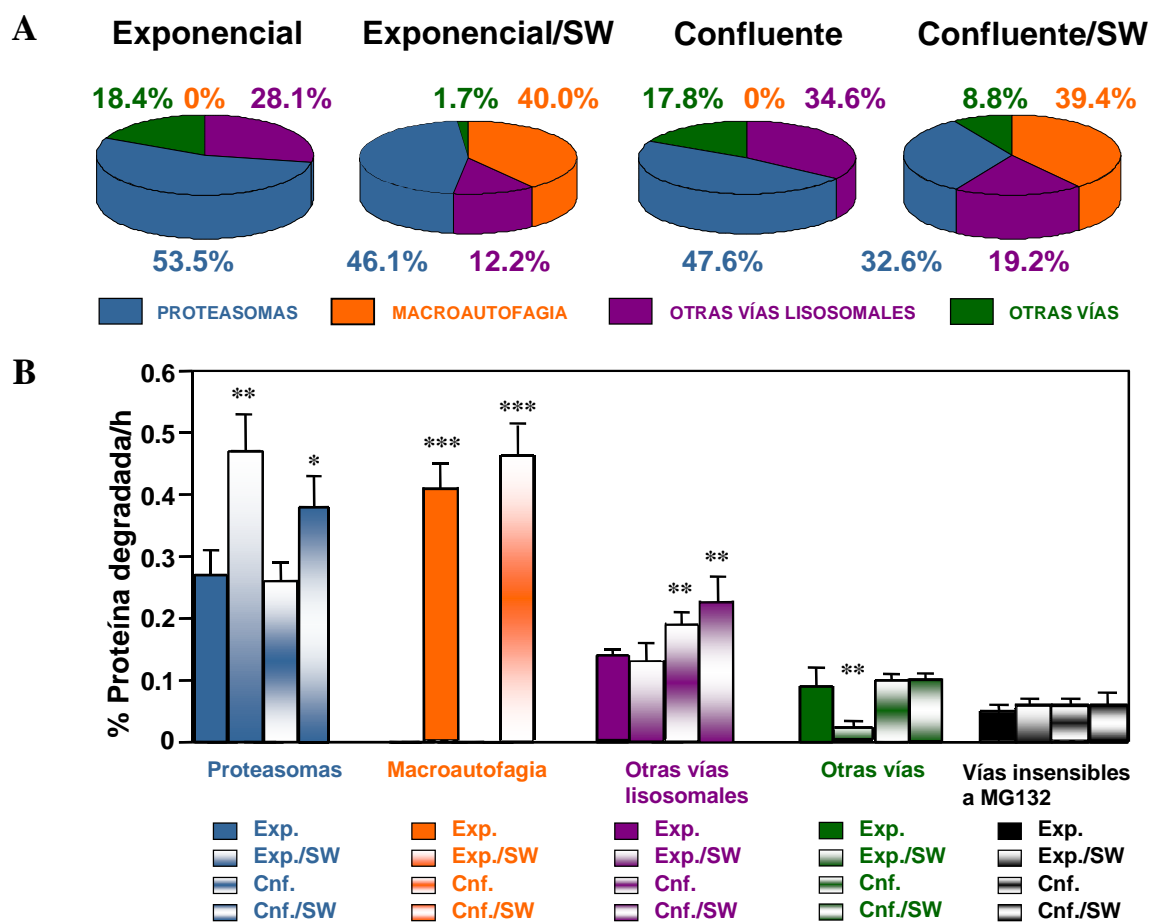 A
Exponencial Exponencial/SW Confluente Confluente/SW
18.4% 0% 28.1% 1.7% 40.0% 17.8% 0% 34.6% 8.8% 39.4%
53.5% 46.1% 12.2% 47.6% 32.6% 19.2%
PROTEASOMAS MACROAUTOFAGIA OTRAS VÍAS LISOSOMALES OTRAS VÍAS
B
% Proteína degradada/h
0.6
0.5
0.4
0.3
0.2
0.1
0
**
*
***
***
**
**
**
Proteasomas
Macroautofagia
Otras vías
lisosomales
Otras vías
Vías insensibles
a MG132
Exp. Exp. Exp. Exp. Exp.
Exp./SW Exp./SW Exp./SW Exp./SW Exp./SW
Cnf. Cnf. Cnf. Cnf. Cnf.
Cnf./SW Cnf./SW Cnf./SW Cnf./SW Cnf./SW